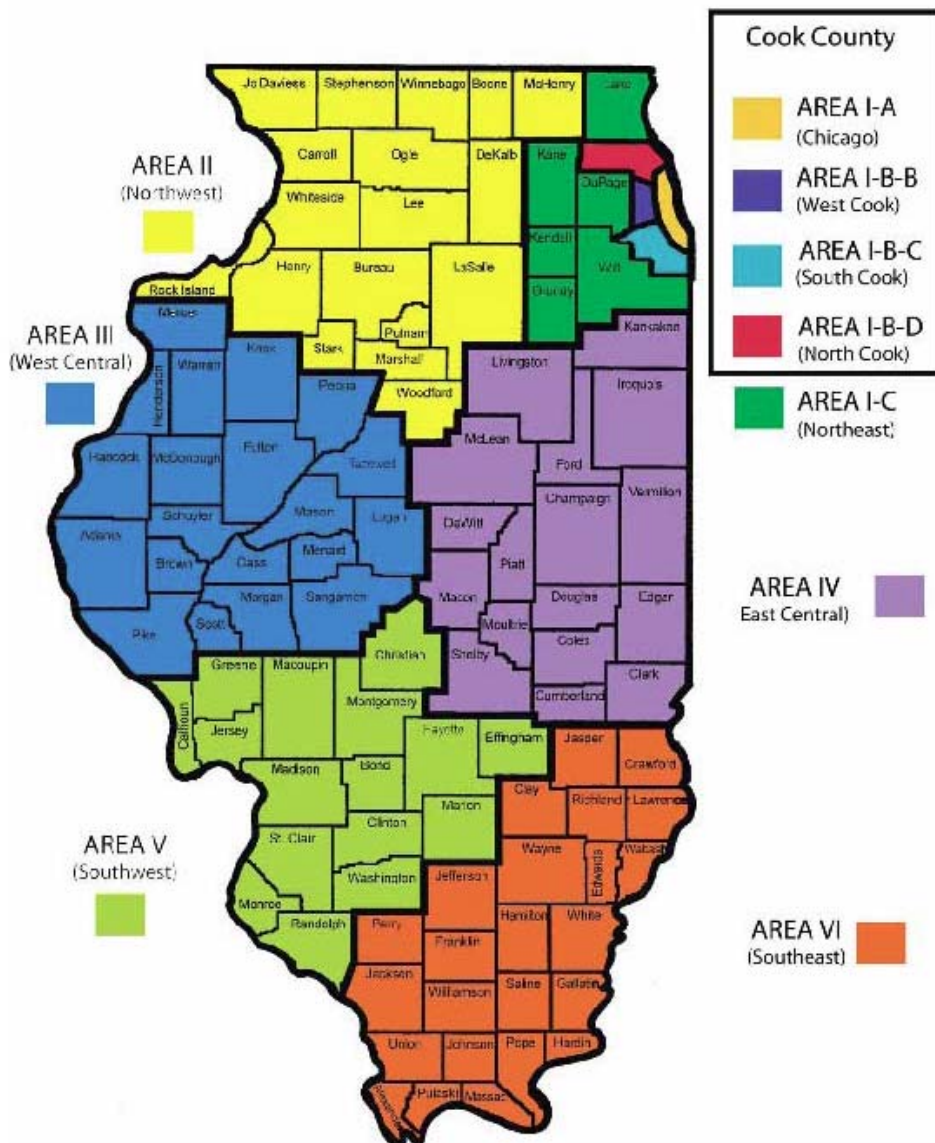 Cook County
AREA I-A
(Chicago)
AREA I-B-B
(West Cook)
AREA I-B-C
(South Cook)
AREA I-B-D
(North Cook)
AREA I-C
(Northeast)
AREA II
(Northwest)
AREA III
(West Central)
AREA IV
East Central)
AREA V
(Southwest)
AREA VI
(Southeast)
Jo Daviess
Stephenson
Winnebago
Boone
McHenry
Lake
Carroll
Ogle
DeKalb
Kane
DuPage
Whiteside
Lee
Kendall
Will
Rock Island
Henry
Bureau
LaSalle
Grundy
Putnam
Stark
Marshall
Woodford
Mercer
Knox
Warren
Henderson
Peoria
Hancock
McDonough
Fulton
Tazewell
Schuyler
Mason
Logan
Adams
Brown
Cass
Menard
Morgan
Sangamon
Pike
Scott
Kankakee
Livingston
Iroquois
McLean
Ford
Champaign
Vermilion
DeWitt
Piatt
Macon
Douglas
Edgar
Moultrie
Shelby
Coles
Clark
Cumberland
Christian
Greene
Macoupin
Montgomery
Calhoun
Jersey
Fayette
Effingham
Madison
Bond
Marion
Clinton
St. Clair
Washington
Monroe
Randolph
Jasper
Crawford
Clay
Richland
Lawrence
Wayne
Edwards
Wabash
Jefferson
Hamilton
White
Perry
Franklin
Jackson
Williamson
Saline
Gallatin
Union
Johnson
Pope
Hardin
Alexander
Pulaski
Massac